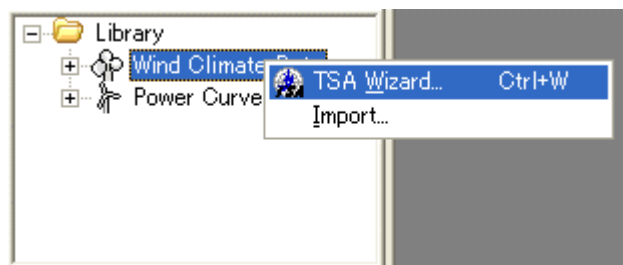 Library
Wind Climate
Power Curve
TSA Wizard... Ctrl+W
Import...